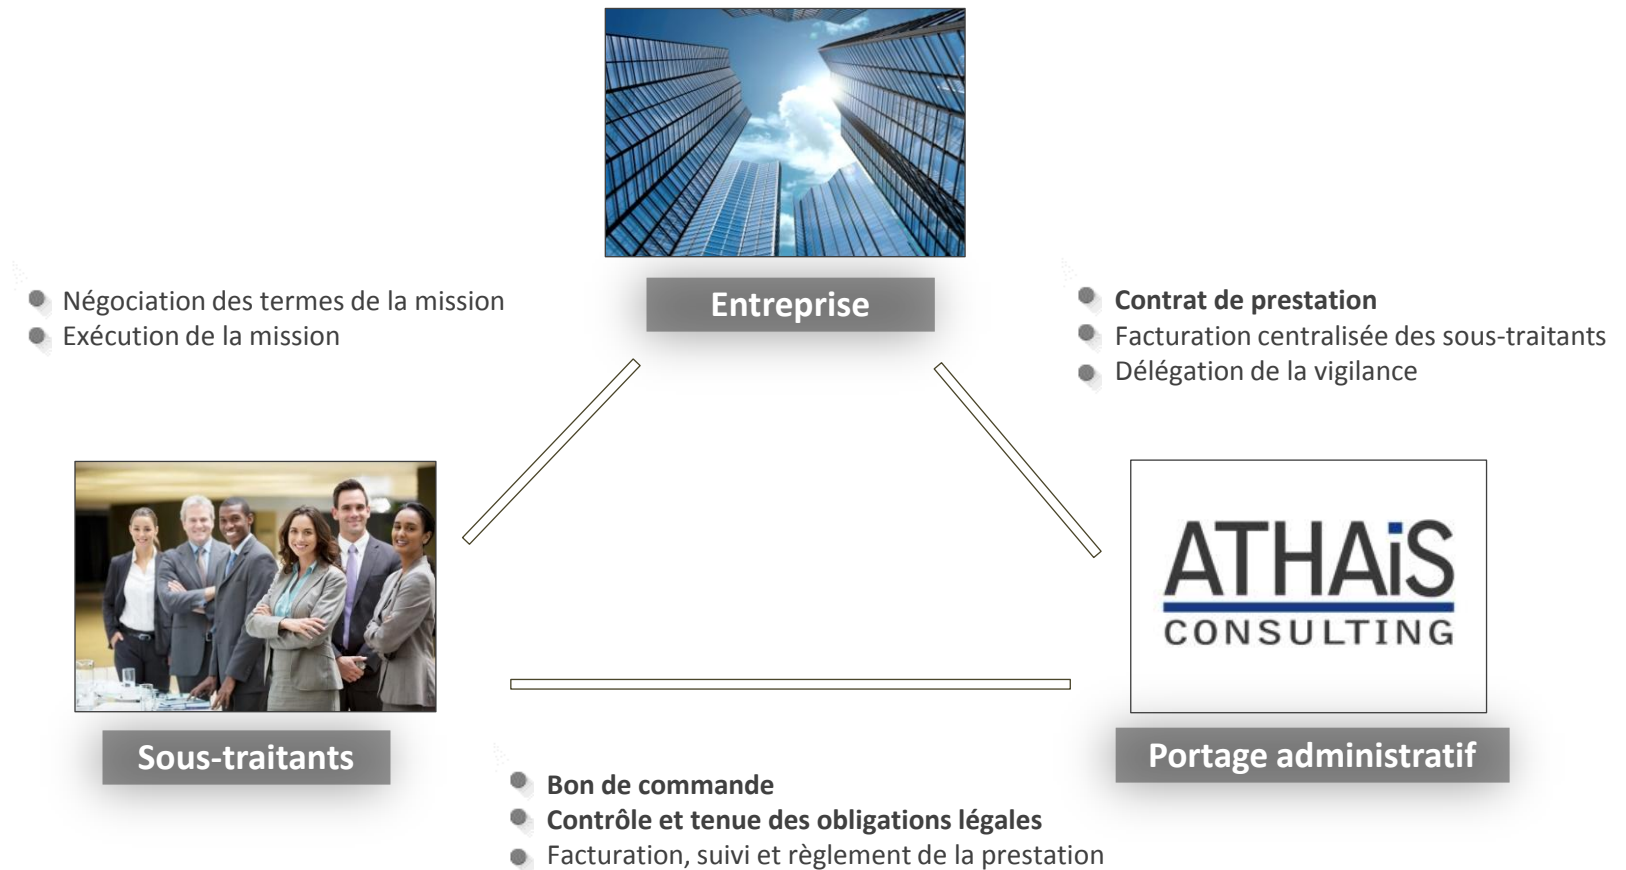 Négociation des termes de la mission
Exécution de la mission
Entreprise
Contrat de prestation
Facturation centralisée des sous-traitants
Délégation de la vigilance
ATHAiS
CONSULTING
Sous-traitants
Portage administratif
Bon de commande
Contrôle et tenue des obligations légales
Facturation, suivi et règlement de la prestation